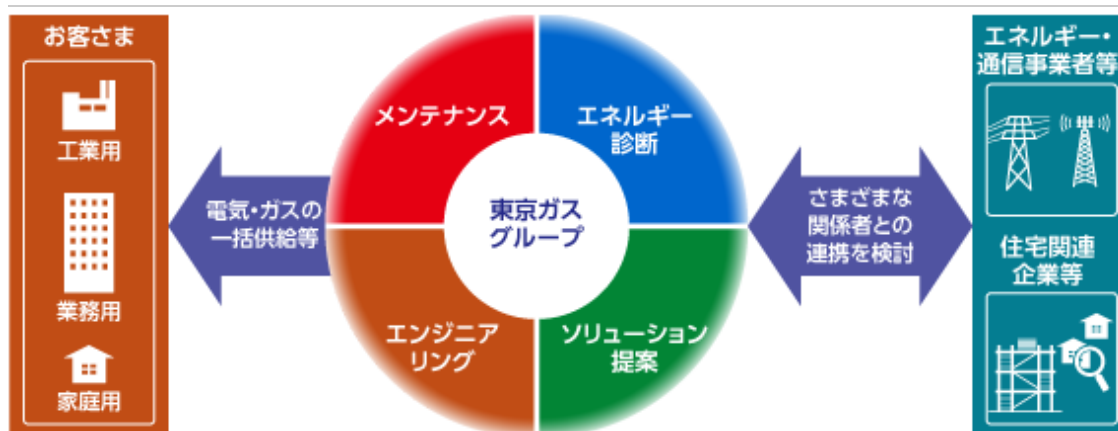 お客さま
工業用
業務用
家庭用
電気・ガスの
一括供給等
メンテナンス
エネルギー
診断
東京ガス
グループ
エンジニア
リング
ソリューション
提案
さまざまな
関係者との
連携を検討
エネルギー・
通信事業者等
住宅関連
企業等